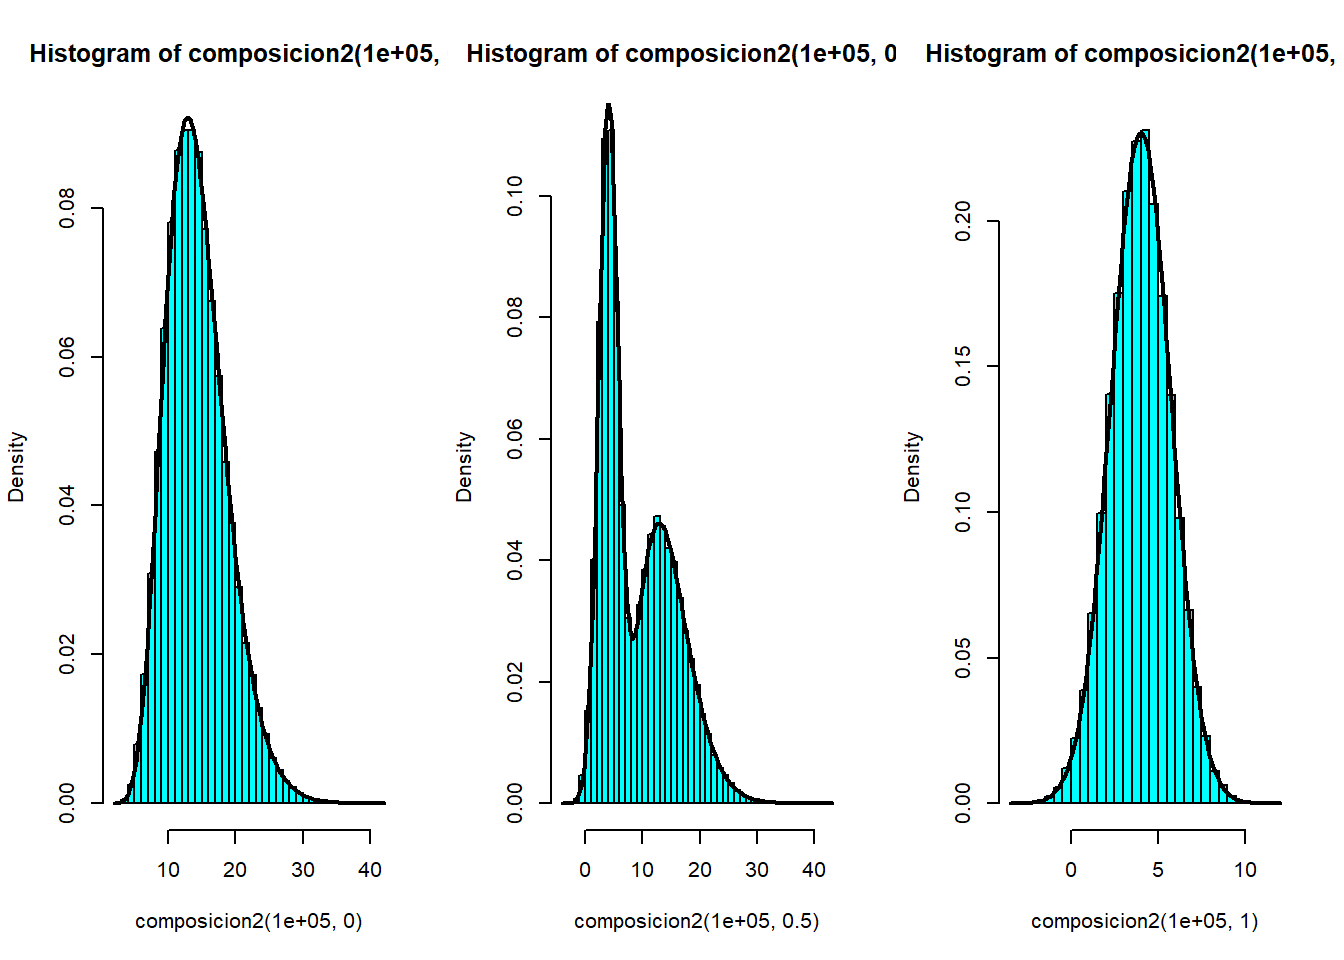 Histogram of composicion2(1e+05,
Density
0.00 0.02 0.04 0.06 0.08
10 20 30 40
composicion2(1e+05, 0)
Histogram of composicion2(1e+05, 0
Density
0.00 0.02 0.04 0.06 0.08 0.10
0 10 20 30 40
composicion2(1e+05, 0.5)
Histogram of composicion2(1e+05,
Density
0.00 0.05 0.10 0.15 0.20
0 5 10
composicion2(1e+05, 1)